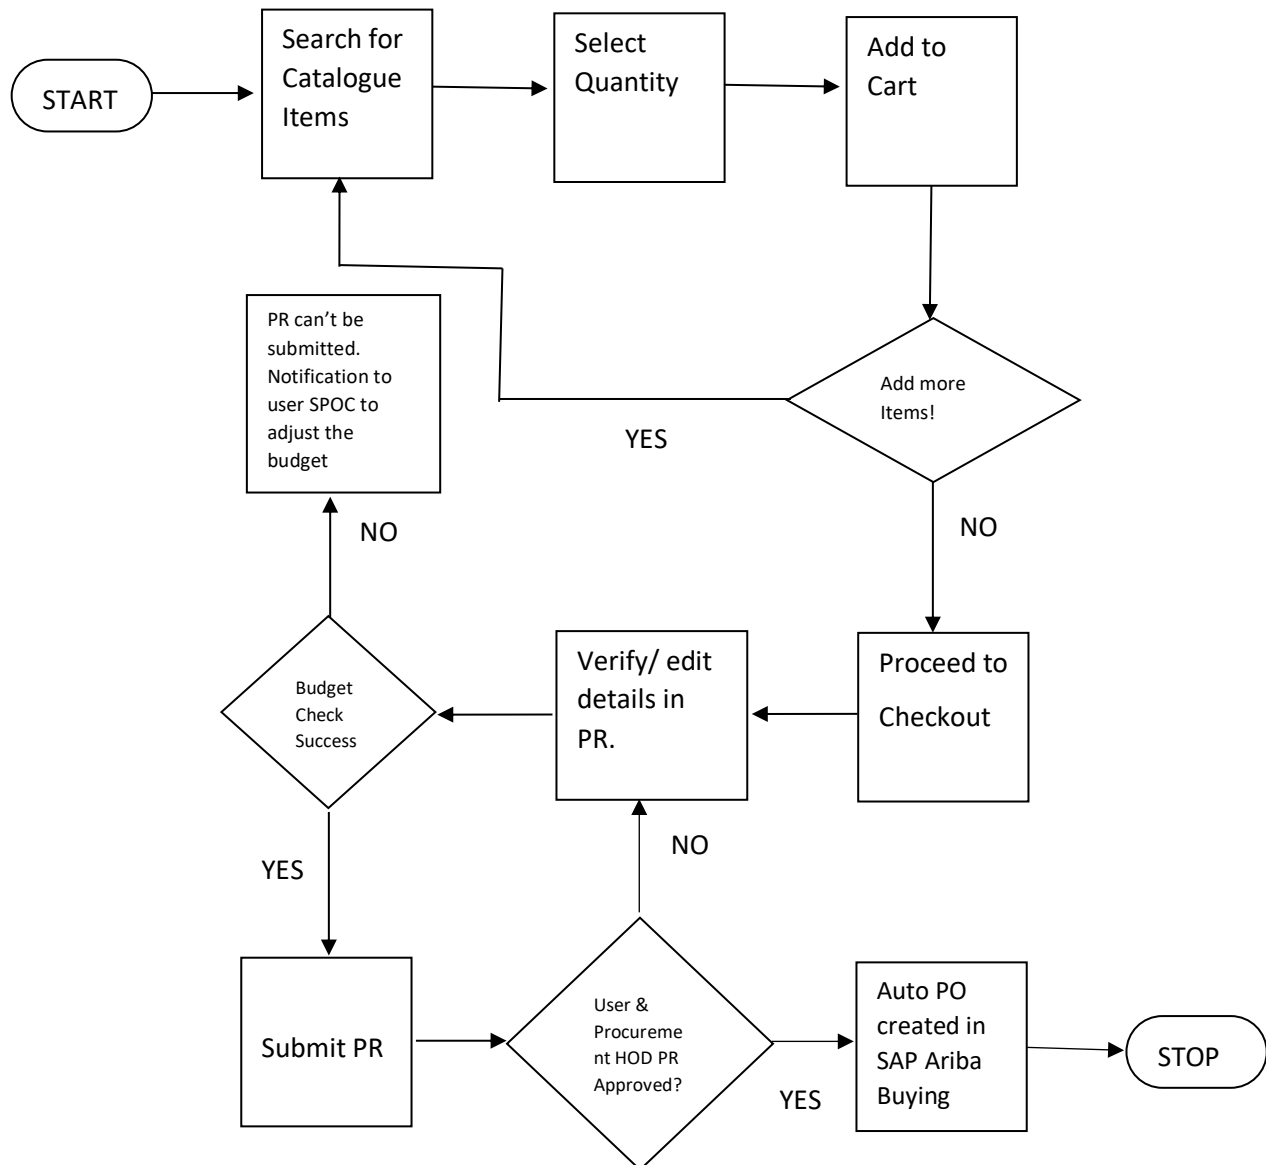 START
Search for
Catalogue
Items
Select
Quantity
Add to
Cart
PR can’t be
submitted.
Notification to
user SPOC to
adjust the
budget
Add more
Items!
YES
NO
NO
Budget
Check
Success
Verify/ edit
details in
PR.
Proceed to
Checkout
YES
NO
Submit PR
User &
Procureme
nt HOD PR
Approved?
YES
Auto PO
created in
SAP Ariba
Buying
STOP